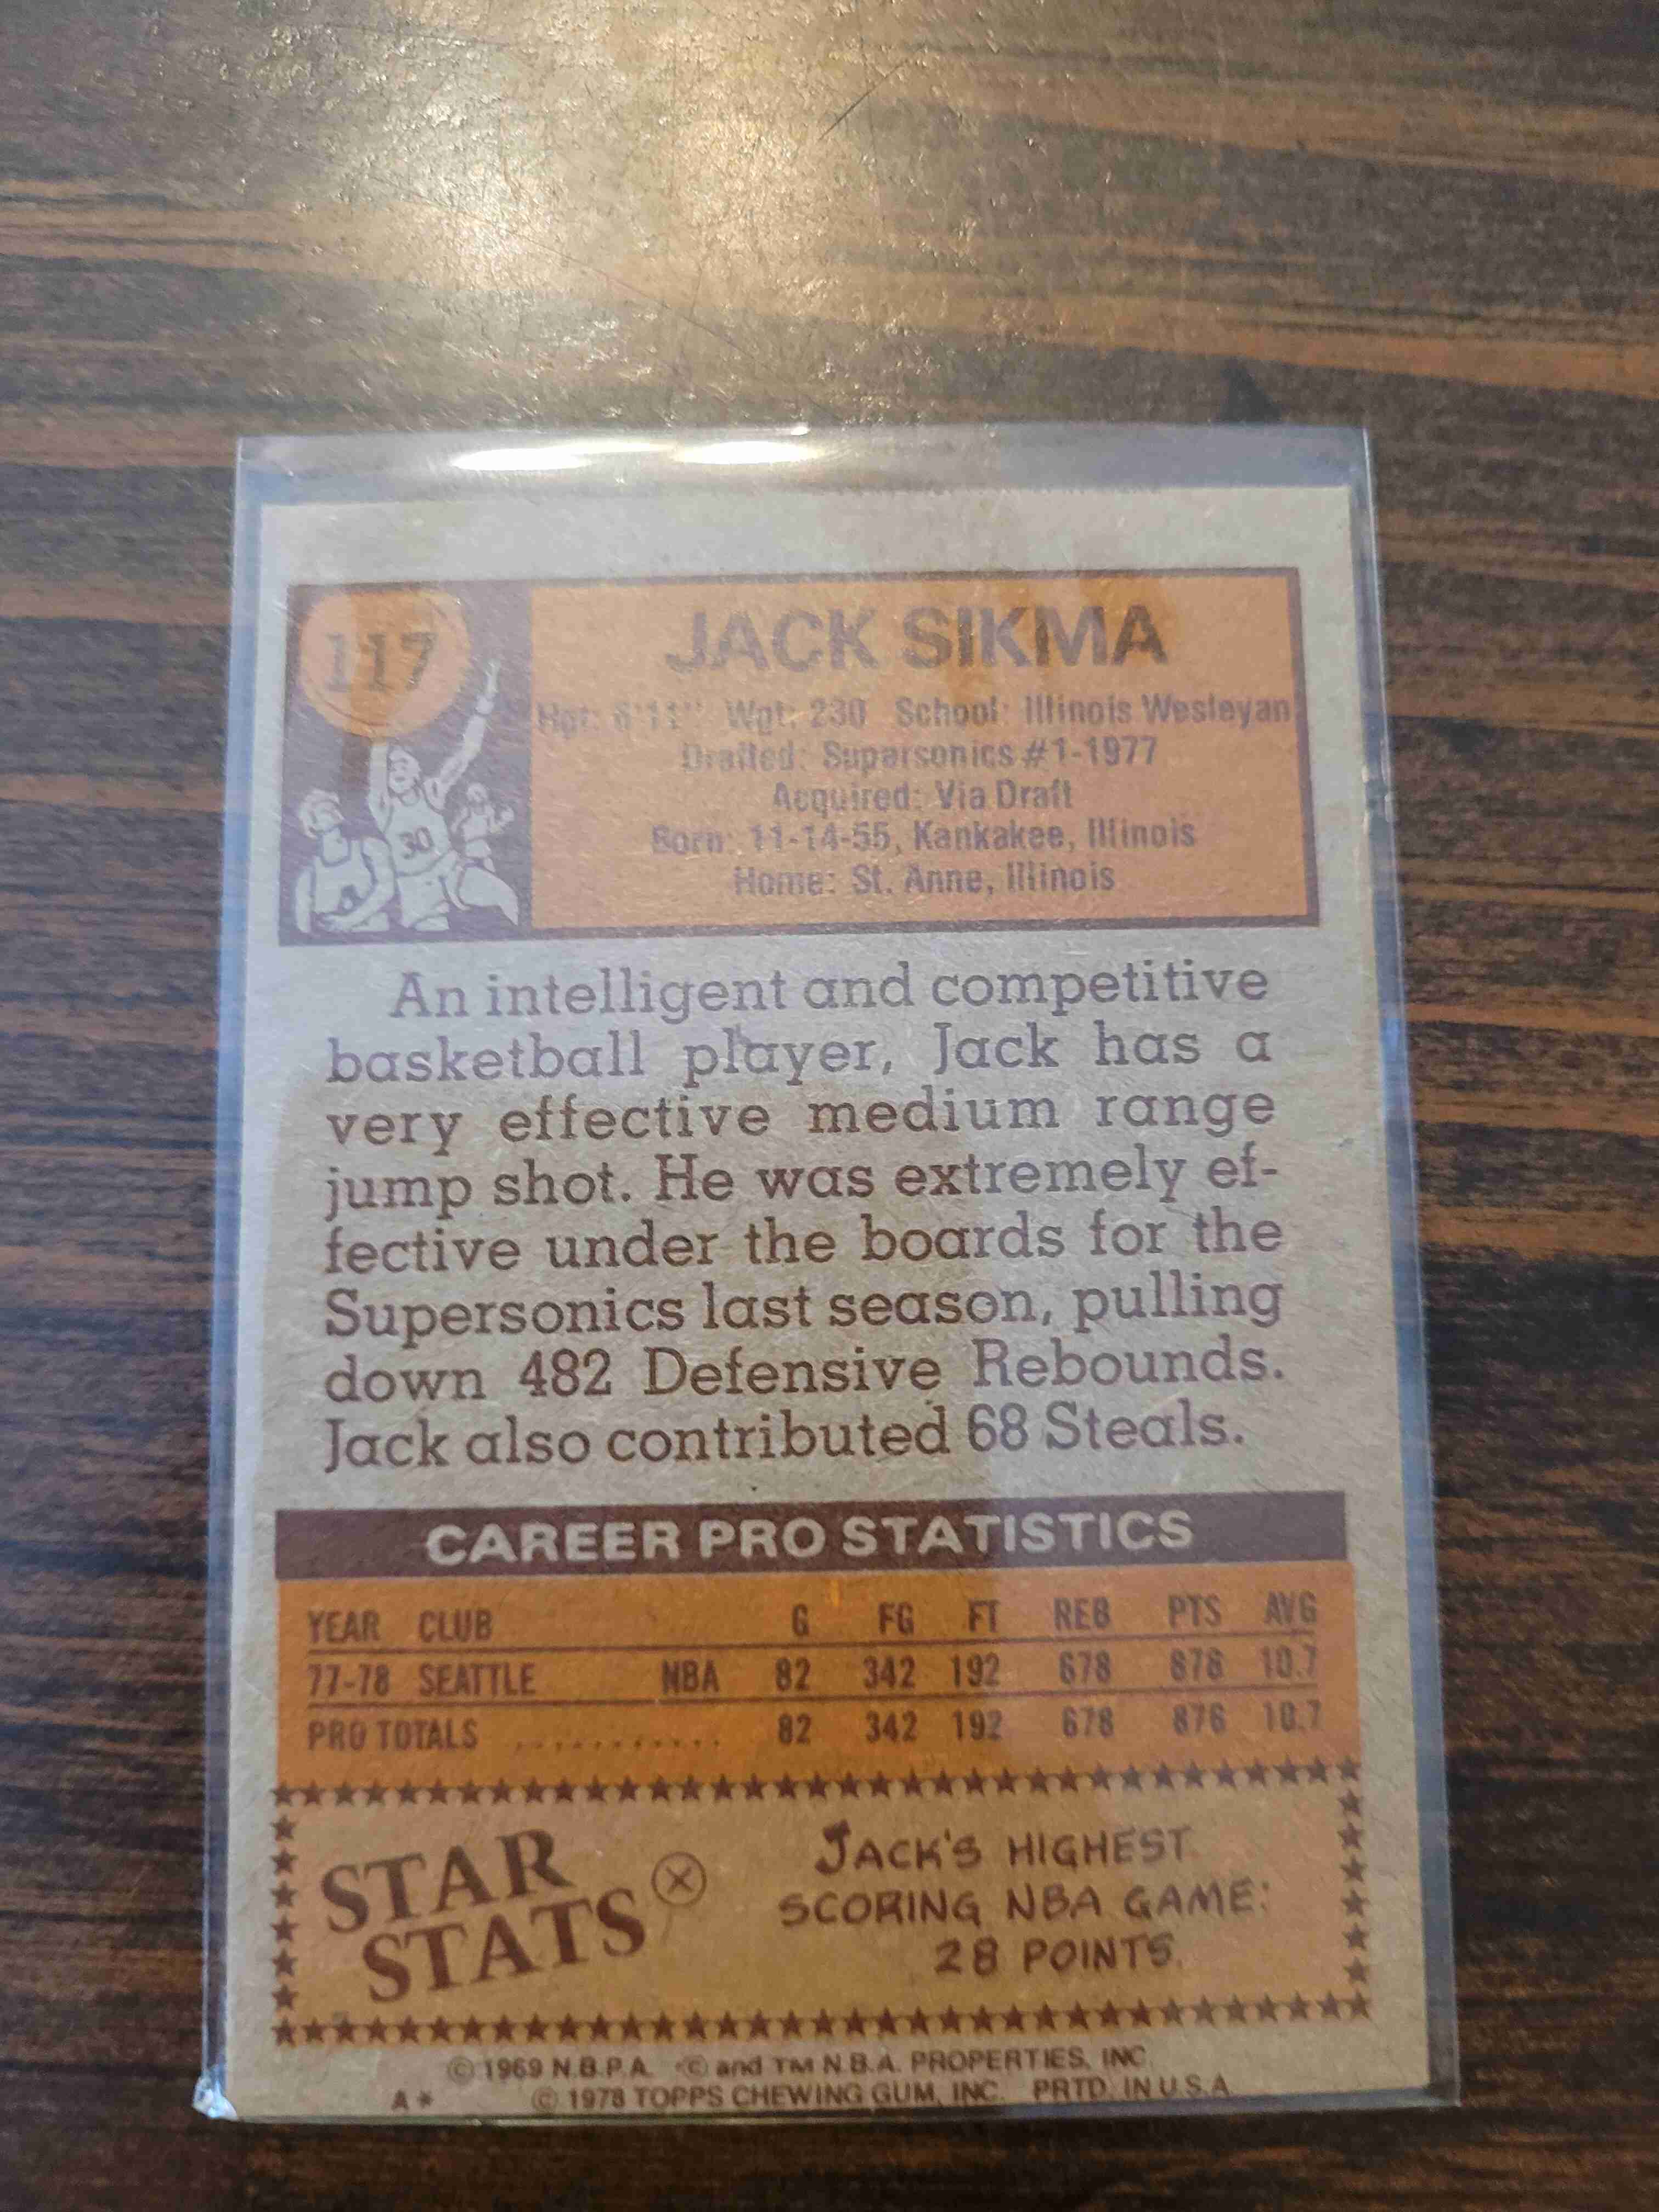 117
JACK SIKMA
Hgt: 6'11" Wgt: 230 School: Illinois Wesleyan
Drafted: Supersonics #1-1977
Acquired: Via Draft
Born: 11-14-55, Kankakee, Illinois
Home: St. Anne, Illinois
30
An intelligent and competitive
basketball player, Jack has a
very effective medium range
jump shot. He was extremely ef-
fective under the boards for the
Supersonics last season, pulling
down 482 Defensive Rebounds.
Jack also contributed 68 Steals.
CAREER PRO STATISTICS
YEAR CLUB G FG FT REB PTS AVG
77-78 SEATTLE NBA 82 342 192 678 876 10.7
PRO TOTALS ............ 82 342 192 678 876 10.7
STAR
STATS
JACK'S HIGHEST
SCORING NBA GAME:
28 POINTS.
© 1969 N.B.P.A. © and TM N.B.A. PROPERTIES, INC.
A* © 1978 TOPPS CHEWING GUM, INC. PRTD. IN U.S.A.